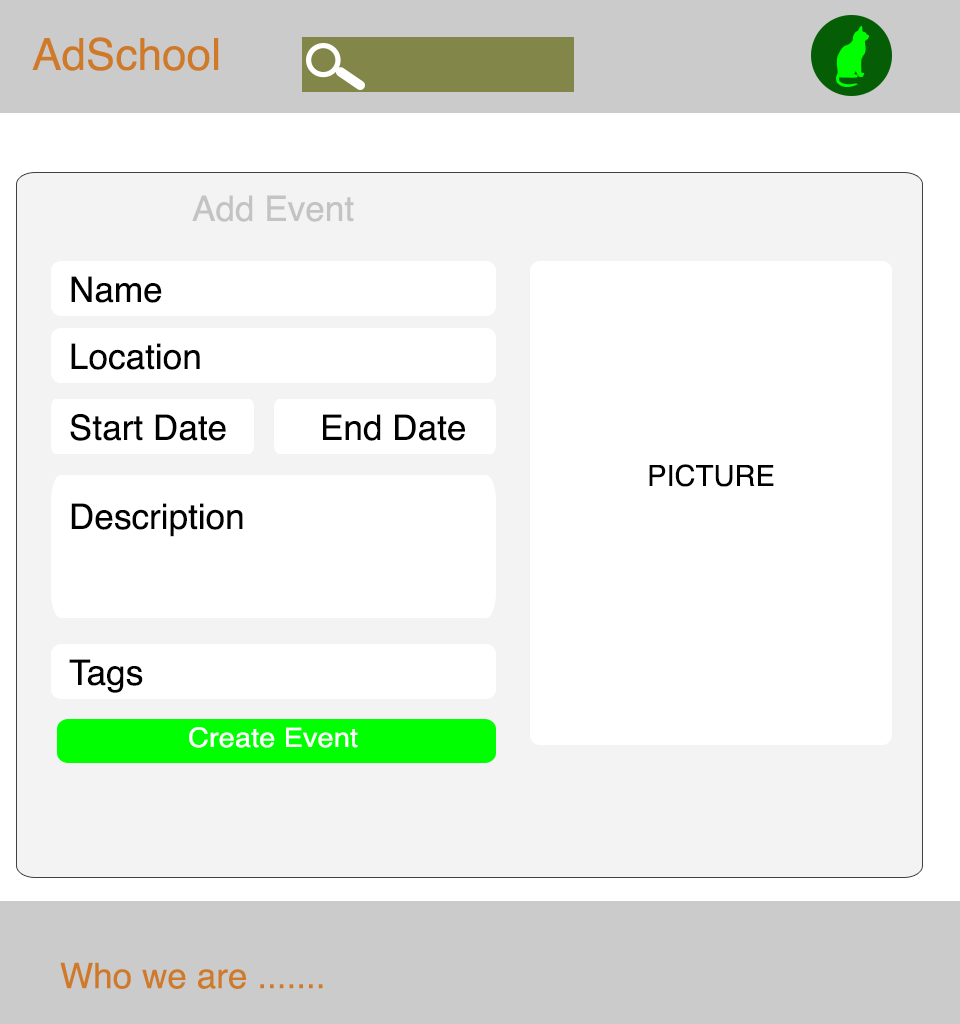 AdSchool
Add Event
Name
Location
Start Date End Date
Description
Tags
Create Event
PICTURE
Who we are .......